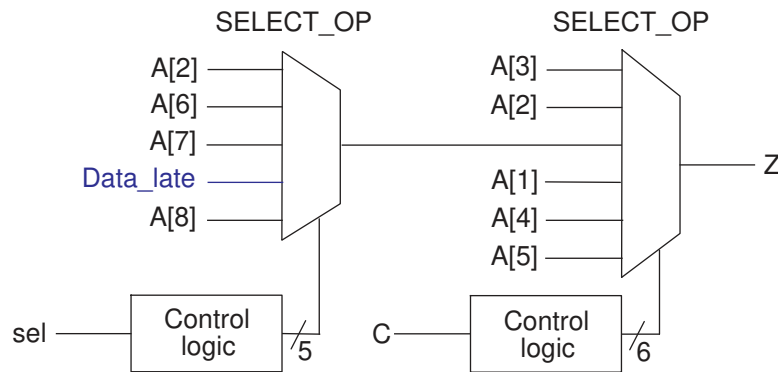 SELECT_OP
SELECT_OP
A[2]
A[6]
A[7]
Data_late
A[8]
A[3]
A[2]
A[1]
A[4]
A[5]
Z
sel
Control
logic
5
C
Control
logic
6